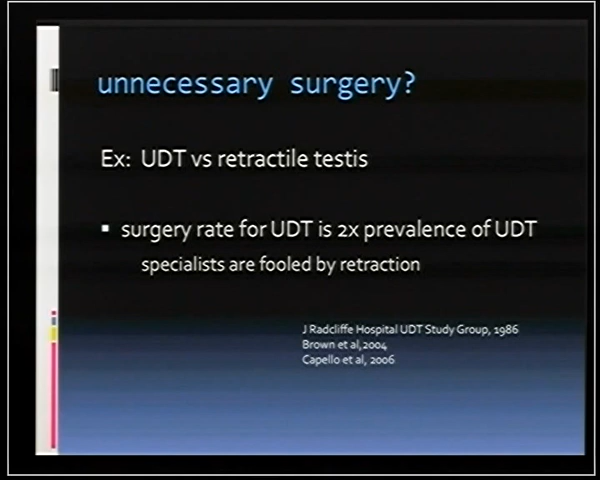 unnecessary surgery?
Ex: UDT vs retractile testis
▪ surgery rate for UDT is 2x prevalence of UDT
specialists are fooled by retraction
J Radcliffe Hospital UDT Study Group, 1986
Brown et al,2004
Capello et al, 2006